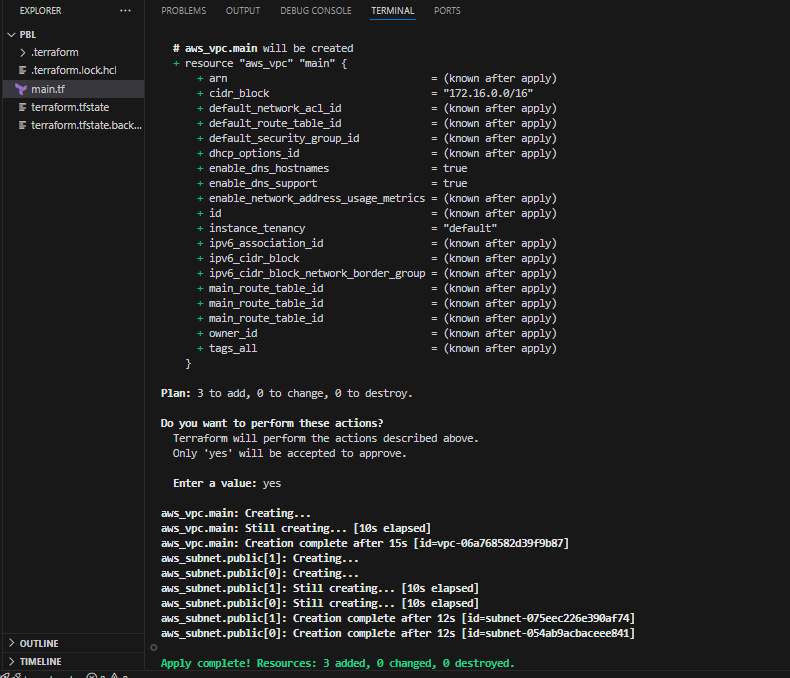 EXPLORER
PBL
.terraform
.terraform.lock.hcl
main.tf
terraform.tfstate
terraform.tfstate.back...
OUTLINE
TIMELINE
PROBLEMS OUTPUT DEBUG CONSOLE TERMINAL PORTS
# aws_vpc.main will be created
+ resource "aws_vpc" "main" {
+ arn = (known after apply)
+ cidr_block = "172.16.0.0/16"
+ default_network_acl_id = (known after apply)
+ default_route_table_id = (known after apply)
+ default_security_group_id = (known after apply)
+ dhcp_options_id = (known after apply)
+ enable_dns_hostnames = true
+ enable_dns_support = true
+ enable_network_address_usage_metrics = (known after apply)
+ id = (known after apply)
+ instance_tenancy = "default"
+ ipv6_association_id = (known after apply)
+ ipv6_cidr_block = (known after apply)
+ ipv6_cidr_block_network_border_group = (known after apply)
+ main_route_table_id = (known after apply)
+ main_route_table_id = (known after apply)
+ main_route_table_id = (known after apply)
+ owner_id = (known after apply)
+ tags_all = (known after apply)
}
Plan: 3 to add, 0 to change, 0 to destroy.
Do you want to perform these actions?
Terraform will perform the actions described above.
Only 'yes' will be accepted to approve.
Enter a value: yes
aws_vpc.main: Creating...
aws_vpc.main: Still creating... [10s elapsed]
aws_vpc.main: Creation complete after 15s [id=vpc-06a768582d39f9b87]
aws_subnet.public[1]: Creating...
aws_subnet.public[0]: Creating...
aws_subnet.public[1]: Still creating... [10s elapsed]
aws_subnet.public[0]: Still creating... [10s elapsed]
aws_subnet.public[1]: Creation complete after 12s [id=subnet-075eec226e390af74]
aws_subnet.public[0]: Creation complete after 12s [id=subnet-054ab9acbaceee841]
Apply complete! Resources: 3 added, 0 changed, 0 destroyed.